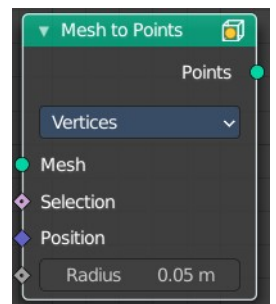 Mesh to Points
Points
Vertices
Mesh
Selection
Position
Radius 0.05 m